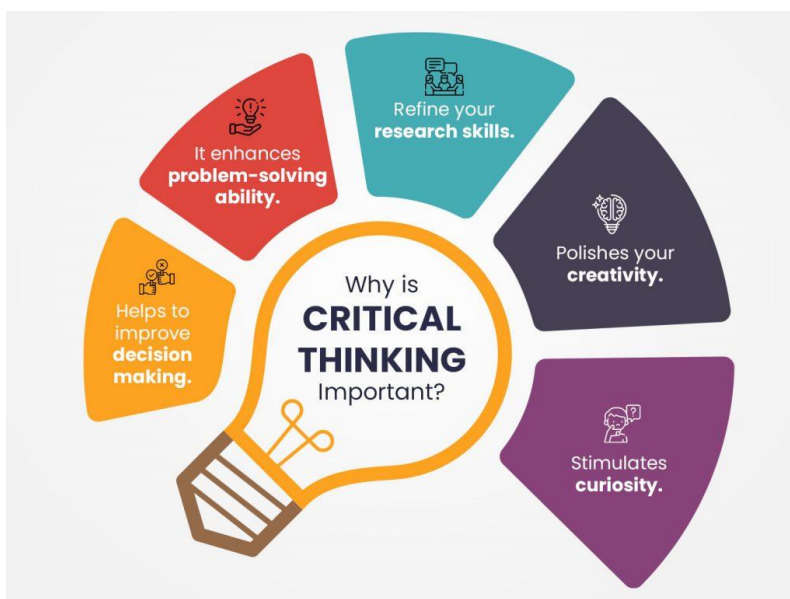 Why is
CRITICAL
THINKING
Important?
Helps to
improve
decision
making.
It enhances
problem-solving
ability.
Refine your
research skills.
Polishes your
creativity.
Stimulates
curiosity.